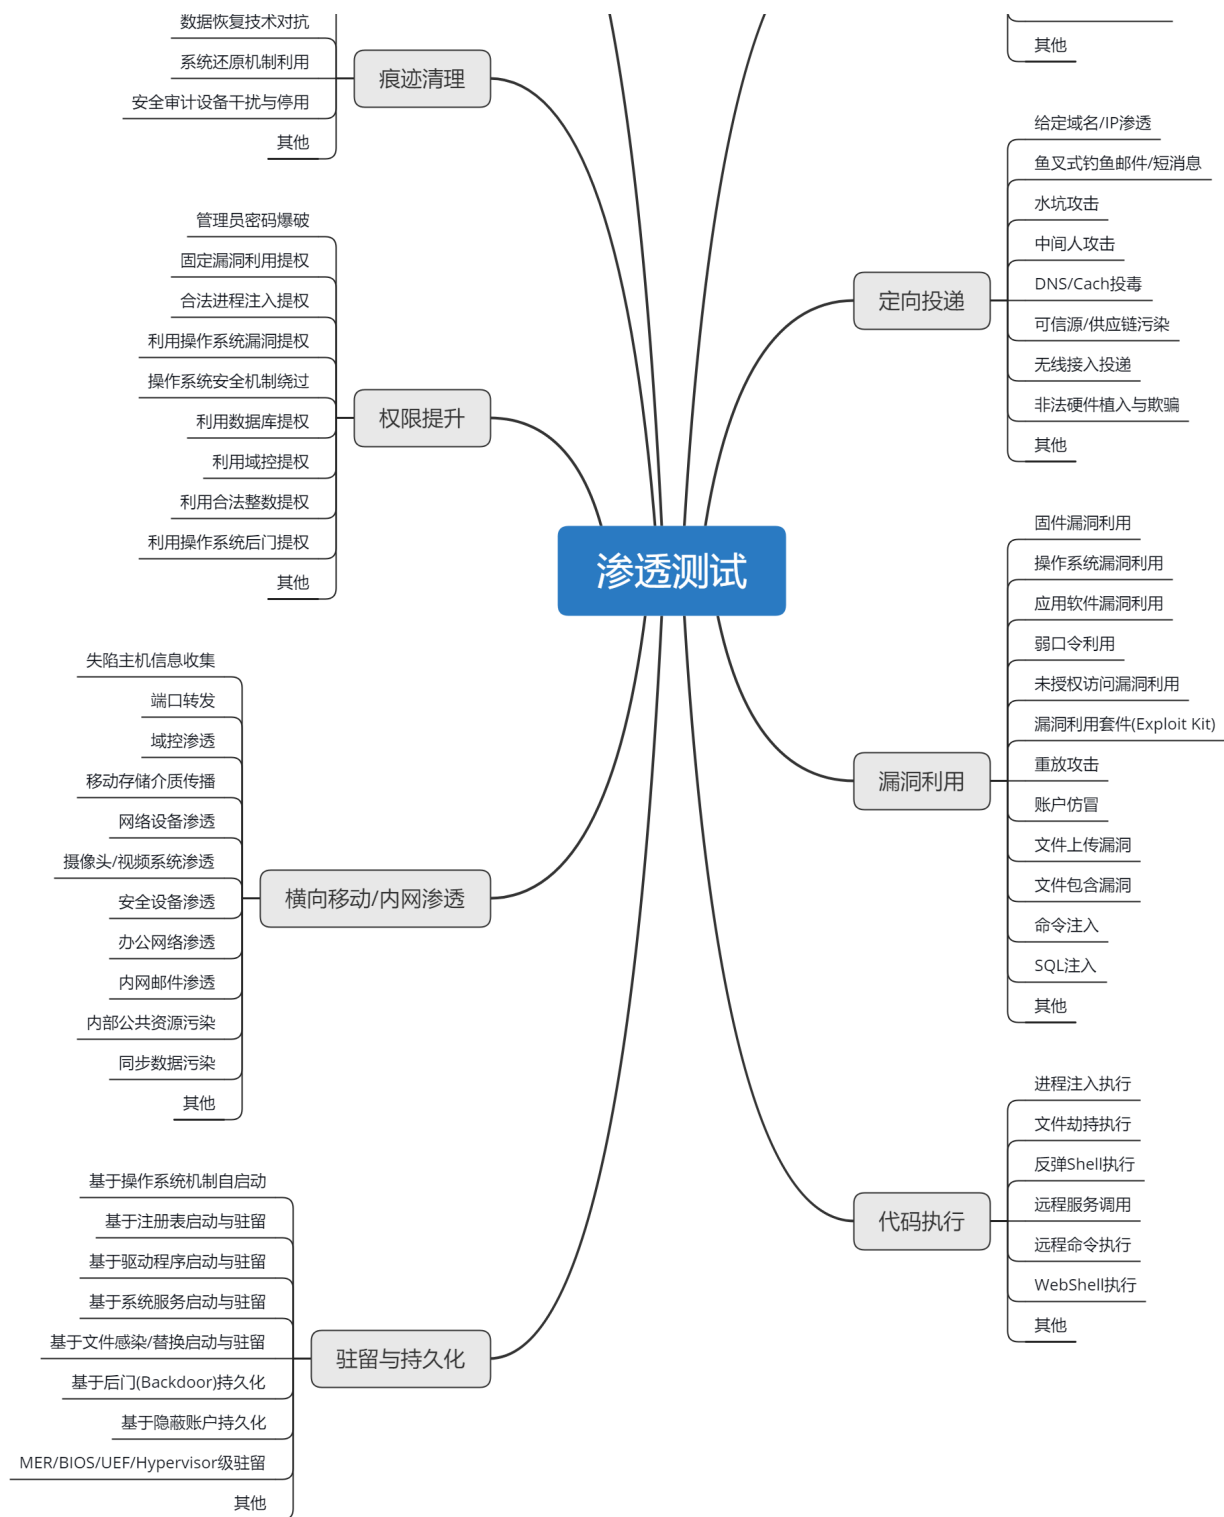 数据恢复技术对抗
系统还原机制利用
安全审计设备干扰与停用
其他
痕迹清理
管理员密码爆破
固定漏洞利用提权
合法进程注入提权
利用操作系统漏洞提权
操作系统安全机制绕过
利用数据库提权
利用域控提权
利用合法整数提权
利用操作系统后门提权
其他
权限提升
失陷主机信息收集
端口转发
域控渗透
移动存储介质传播
网络设备渗透
摄像头/视频系统渗透
安全设备渗透
办公网络渗透
内网邮件渗透
内部公共资源污染
同步数据污染
其他
横向移动/内网渗透
基于操作系统机制自启动
基于注册表启动与驻留
基于驱动程序启动与驻留
基于系统服务启动与驻留
基于文件感染/替换启动与驻留
基于后门(Backdoor)持久化
基于隐蔽账户持久化
MER/BIOS/UEF/Hypervisor级驻留
其他
驻留与持久化
渗透测试
其他
定向投递
给定域名/IP渗透
鱼叉式钓鱼邮件/短消息
水坑攻击
中间人攻击
DNS/Cach投毒
可信源/供应链污染
无线接入投递
非法硬件植入与欺骗
其他
漏洞利用
固件漏洞利用
操作系统漏洞利用
应用软件漏洞利用
弱口令利用
未授权访问漏洞利用
漏洞利用套件(Exploit Kit)
重放攻击
账户仿冒
文件上传漏洞
文件包含漏洞
命令注入
SQL注入
其他
代码执行
进程注入执行
文件劫持执行
反弹Shell执行
远程服务调用
远程命令执行
WebShell执行
其他